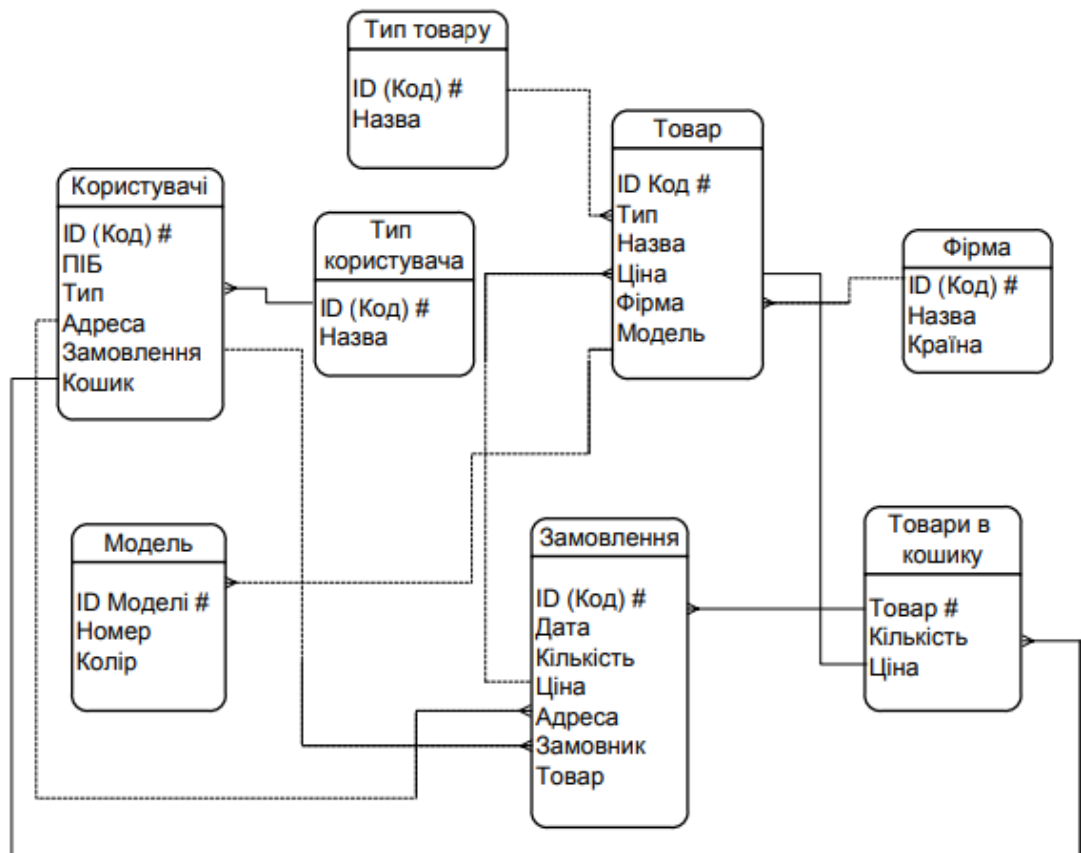 Тип товару
ID (Код) #
Назва
Товар
ID Код #
Тип
Назва
Ціна
Фірма
Модель
Користувачі
ID (Код) #
ПІБ
Тип
Адреса
Замовлення
Кошик
Тип
користувача
ID (Код) #
Назва
Фірма
ID (Код) #
Назва
Країна
Модель
ID Моделі #
Номер
Колір
Замовлення
ID (Код) #
Дата
Кількість
Ціна
Адреса
Замовник
Товар
Товари в
кошику
Товар #
Кількість
Ціна